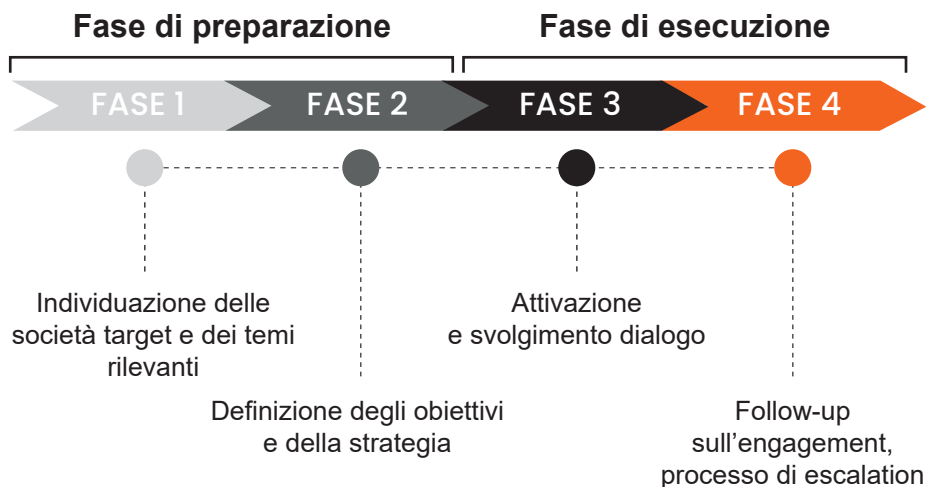 Fase di preparazione
Fase di esecuzione
FASE 1
FASE 2
FASE 3
FASE 4
Individuazione delle
società target e dei temi
rilevanti
Definizione degli obiettivi
e della strategia
Attivazione
e svolgimento dialogo
Follow-up
sull’engagement,
processo di escalation